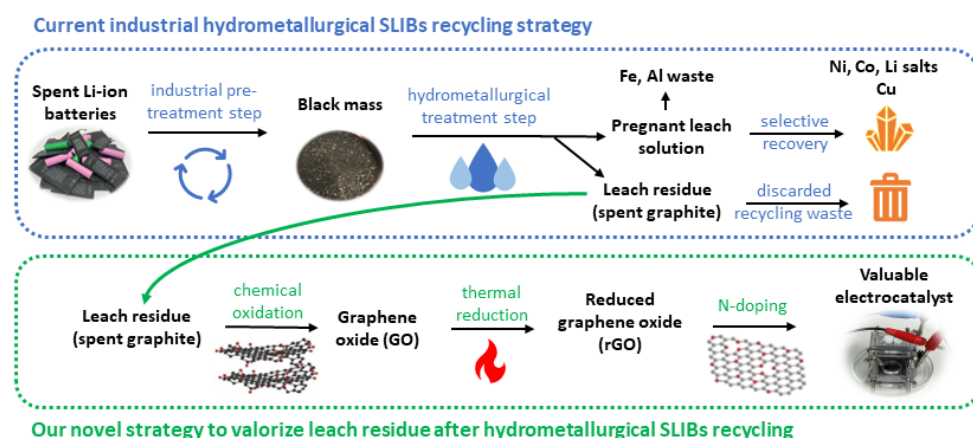 Current industrial hydrometallurgical SLIBs recycling strategy
Spent Li-ion
batteries
industrial pre-
treatment step
Black mass
hydrometallurgical
treatment step
Fe, Al waste
Pregnant leach
solution
selective
recovery
Ni, Co, Li salts
Cu
Leach residue
(spent graphite)
discarded
recycling waste
Leach residue
(spent graphite)
chemical
oxidation
Graphene
oxide (GO)
thermal
reduction
Reduced
graphene oxide
(rGO)
N-doping
Valuable
electrocatalyst
Our novel strategy to valorize leach residue after hydrometallurgical SLIBs recycling